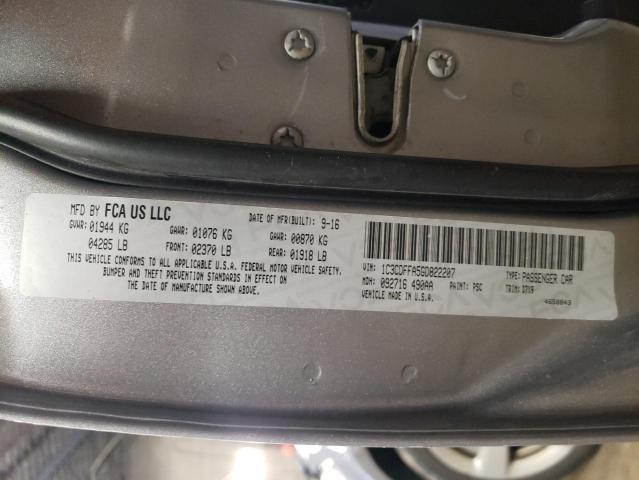 MFD BY FCA US LLC DATE OF MFR(BUILT): 9-16
GVWR: 01944 KG GAWR: 01076 KG GAWR: 00870 KG
04285 LB FRONT: 02370 LB REAR: 01918 LB
THIS VEHICLE CONFORMS TO ALL APPLICABLE U.S.A. FEDERAL MOTOR VEHICLE SAFETY,
BUMPER AND THEFT PREVENTION STANDARDS IN EFFECT ON
THE DATE OF MANUFACTURE SHOWN ABOVE.
VIN: 1C3CDFFA5GD822207 TYPE: PASSENGER CAR
MDH: 092716 490AA PAINT: PSC TRIM: D7X9
VEHICLE MADE IN U.S.A. 4658843